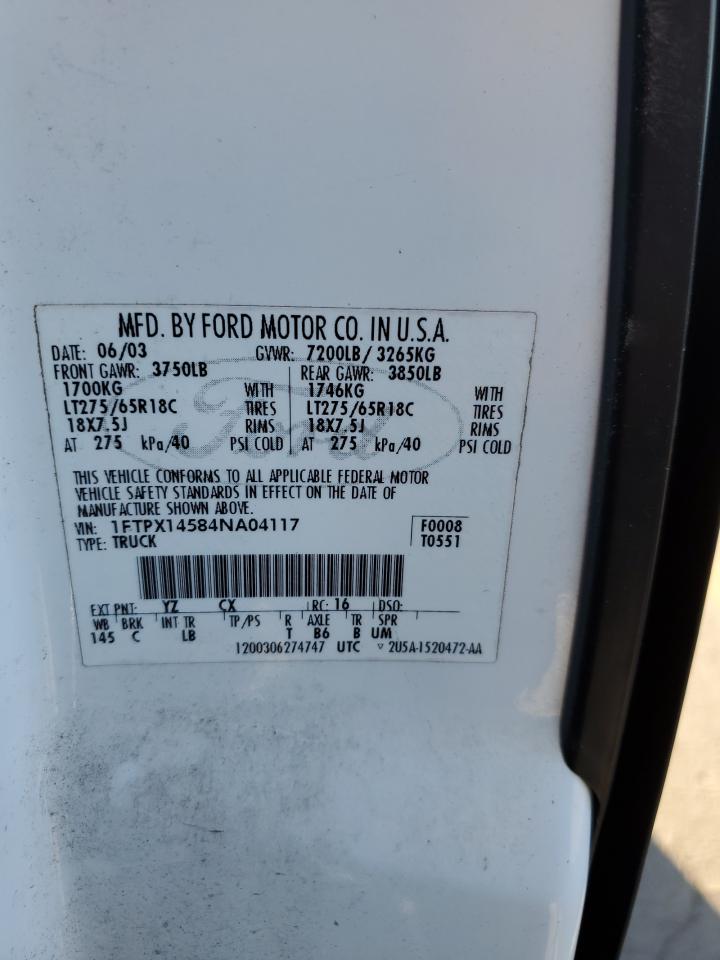 MFD. BY FORD MOTOR CO. IN U.S.A.
DATE: 06/03 GVWR: 7200LB/ 3265KG
FRONT GAWR: 3750LB REAR GAWR: 3850LB
1700KG WITH 1746KG WITH
LT275/65R18C TIRES LT275/65R18C TIRES
18X7.5J RIMS 18X7.5J RIMS
AT 275 kPa/40 PSI COLD AT 275 kPa/40 PSI COLD
Ford
THIS VEHICLE CONFORMS TO ALL APPLICABLE FEDERAL MOTOR
VEHICLE SAFETY STANDARDS IN EFFECT ON THE DATE OF
MANUFACTURE SHOWN ABOVE.
VIN: 1FTPX14584NA04117 F0008
TYPE: TRUCK T0551
EXT PNT: YZ CX RC: 16 DSO:
WB BRK INT TR TP/PS R AXLE TR SPR
145 C LB T B6 B UM
1200306274747 UTC ▽ 2U5A-1520472-AA